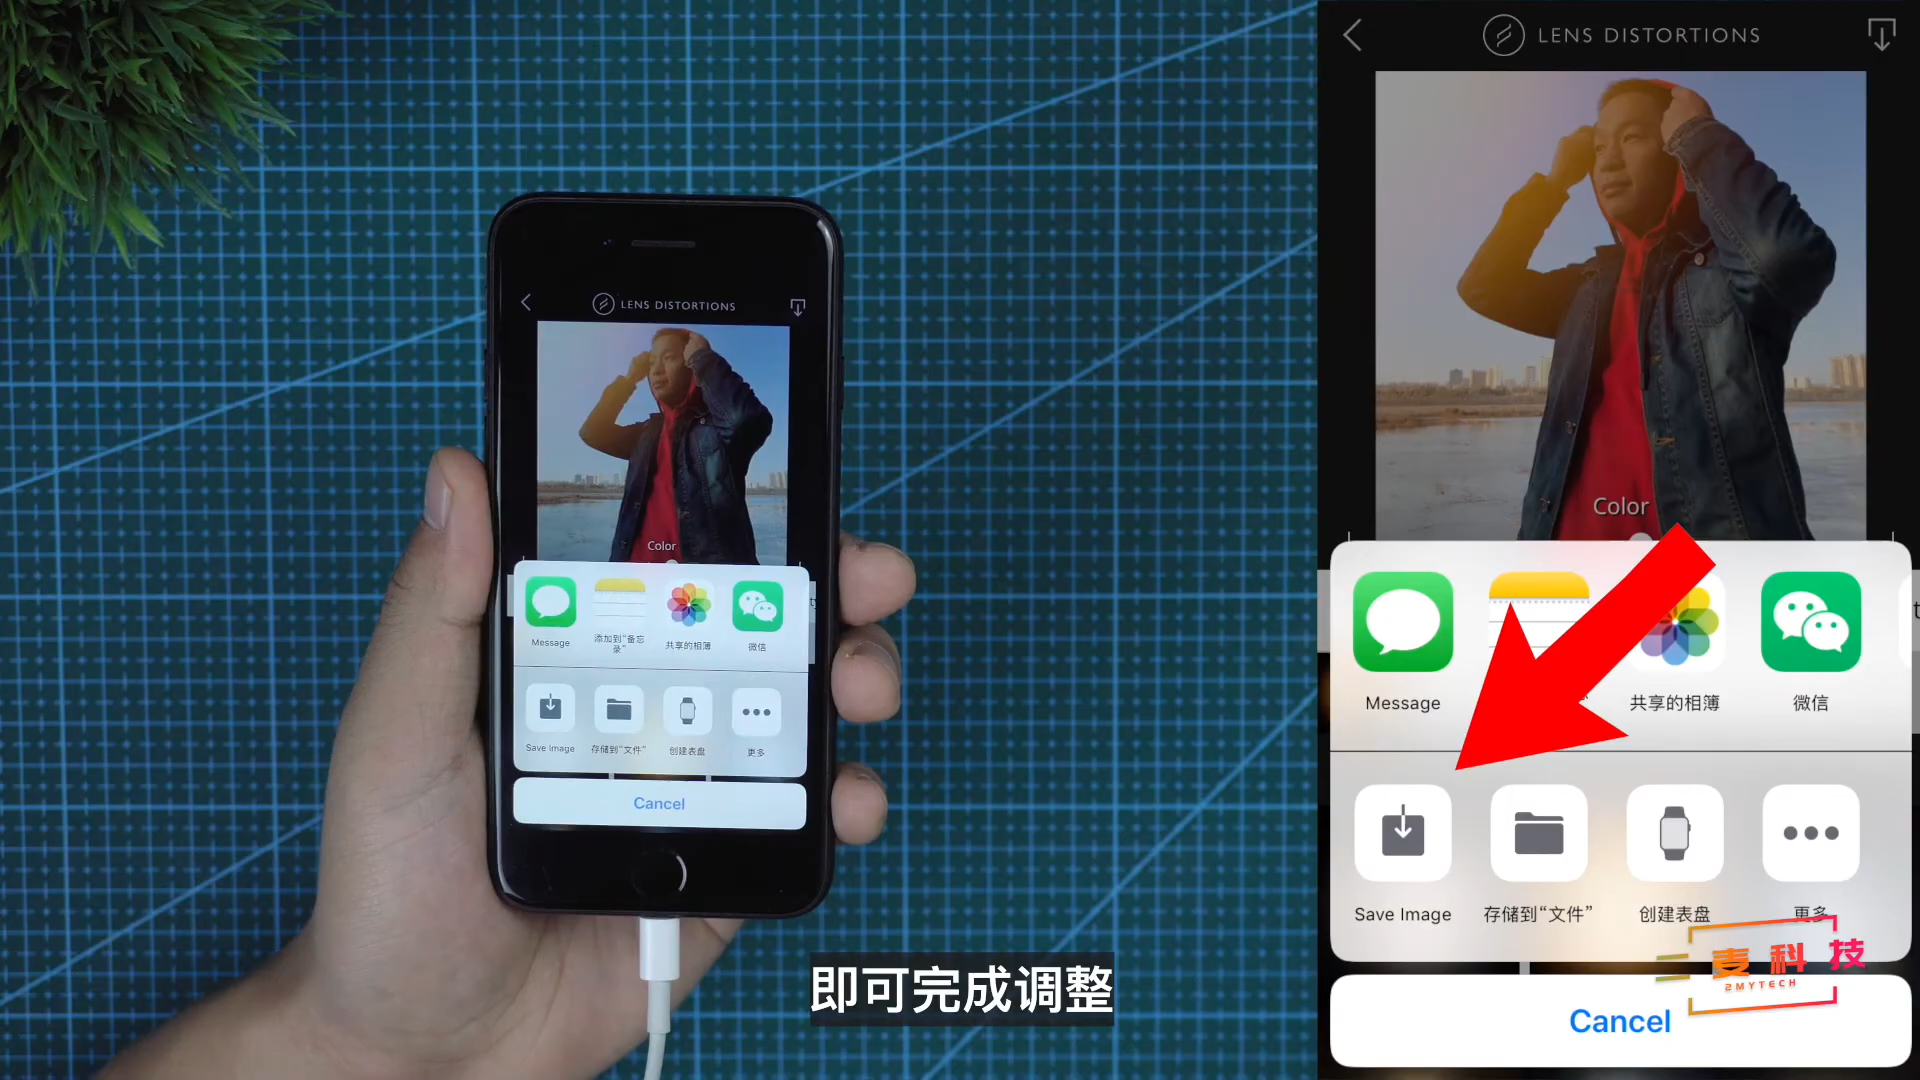 LENS DISTORTIONS
Color
Message
添加到“备忘
录”
共享的相簿
微信
Save Image
存储到“文件”
创建表盘
更多
Cancel
即可完成调整
LENS DISTORTIONS
Color
Message
共享的相簿
微信
Save Image
存储到“文件”
创建表盘
更多
麦科技
2MYTECH
Cancel